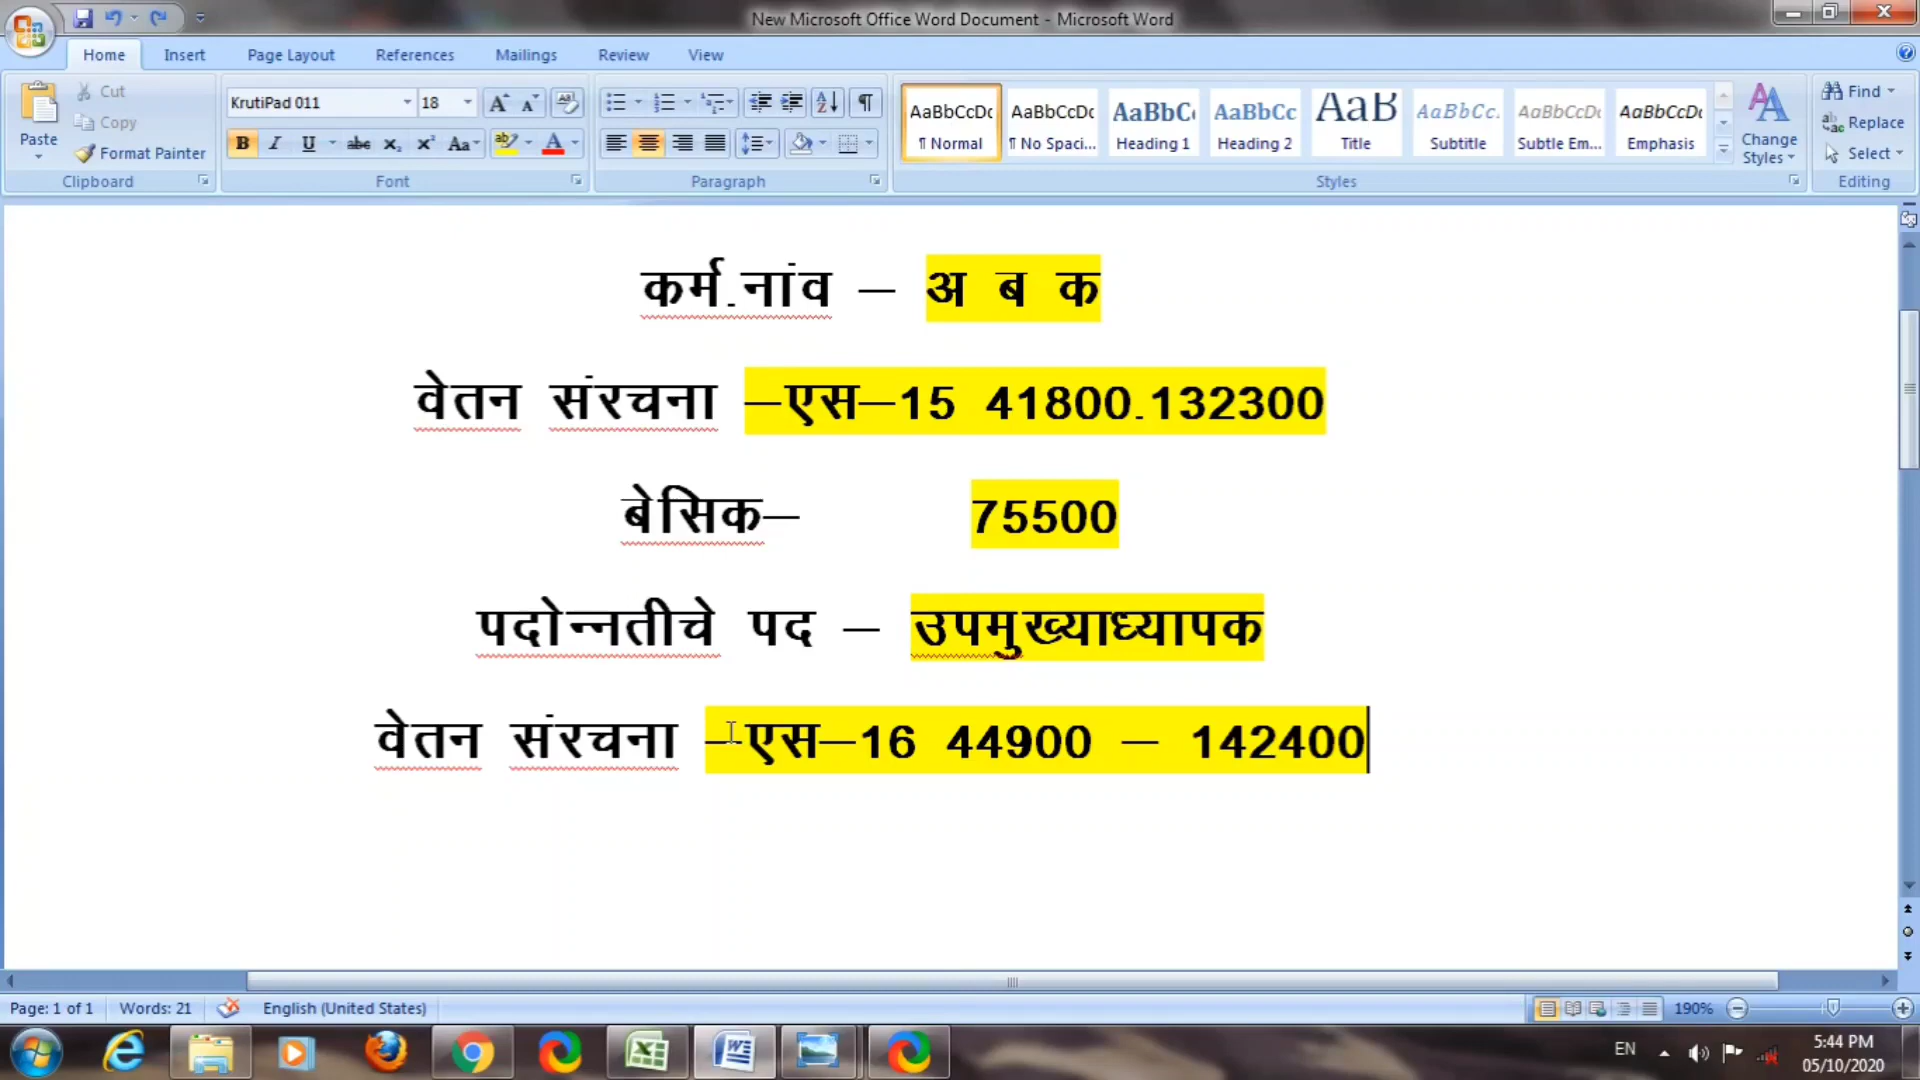 New Microsoft Office Word Document - Microsoft Word
Home Insert Page Layout References Mailings Review View
Paste
Cut
Copy
Format Painter
Clipboard
KrutiPad 011 18
B I U abc x₂ x² Aa
Font
Paragraph
AaBbCcDc AaBbCcDc AaBbC AaBbCc AaB AaBbCc. AaBbCcDc AaBbCcDc
¶ Normal ¶ No Spaci... Heading 1 Heading 2 Title Subtitle Subtle Em... Emphasis
Change Styles
Styles
Find
Replace
Select
Editing
कर्म.नांव – अ ब क
वेतन संरचना –एस–15 41800.132300
बेसिक– 75500
पदोन्नतीचे पद – उपमुख्याध्यापक
वेतन संरचना –एस–16 44900 – 142400
Page: 1 of 1 Words: 21 English (United States) 190%
EN 5:44 PM
05/10/2020